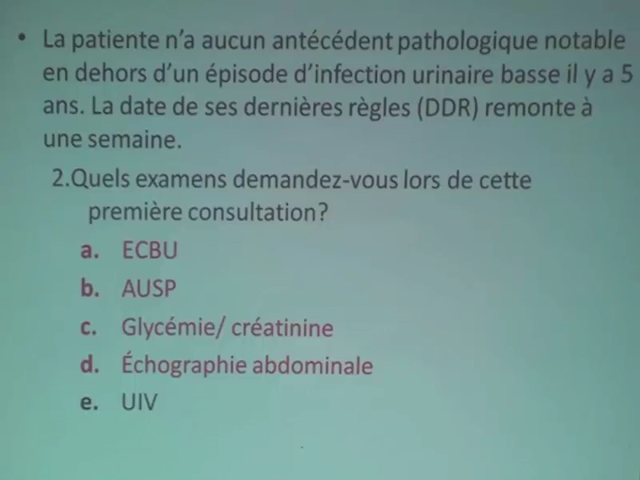 • La patiente n'a aucun antécédent pathologique notable
en dehors d'un épisode d'infection urinaire basse il y a 5
ans. La date de ses dernières règles (DDR) remonte à
une semaine.
2.Quels examens demandez-vous lors de cette
première consultation?
a. ECBU
b. AUSP
c. Glycémie/ créatinine
d. Échographie abdominale
e. UIV